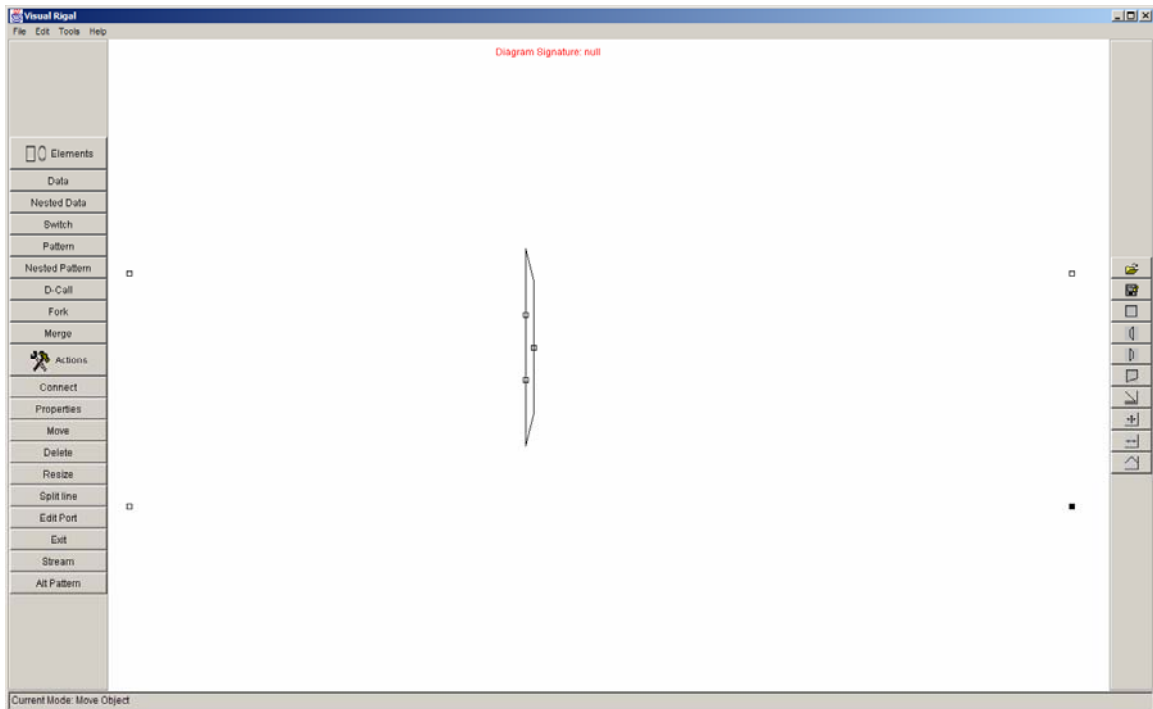 Visual Rigal
File Edit Tools Help
Diagram Signature: null
Elements
Data
Nested Data
Switch
Pattern
Nested Pattern
D-Call
Fork
Merge
Actions
Connect
Properties
Move
Delete
Resize
Split line
Edit Port
Exit
Stream
Alt Pattern
Current Mode: Move Object